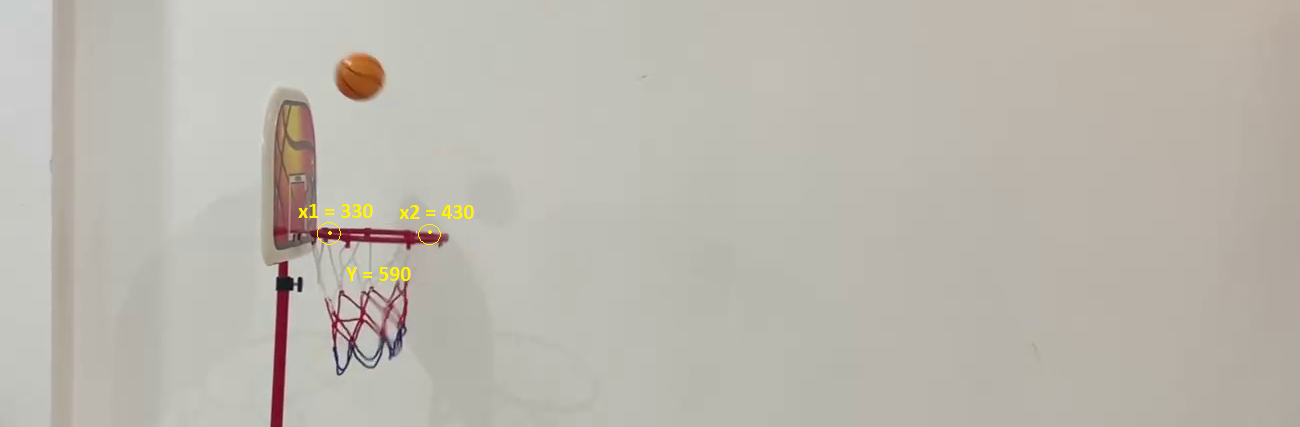 x1 = 330
x2 = 430
Y = 590